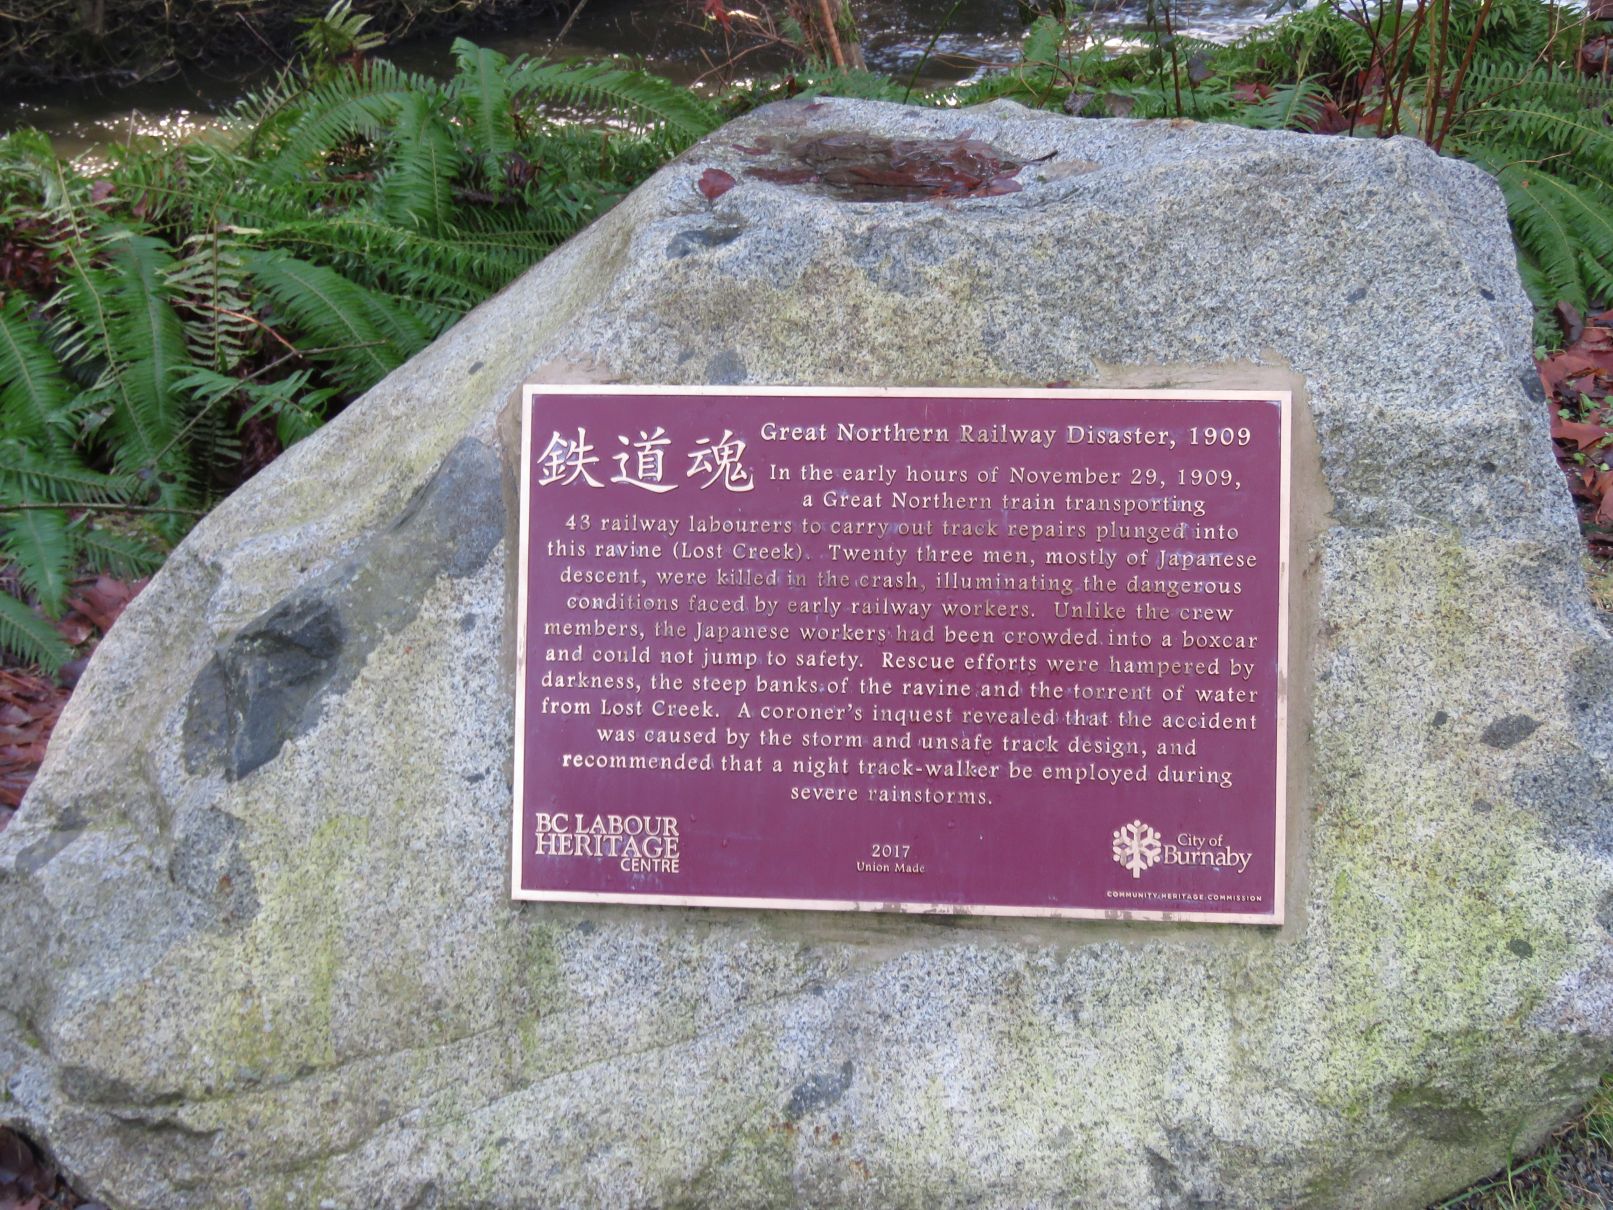 鉄道魂
Great Northern Railway Disaster, 1909
In the early hours of November 29, 1909,
a Great Northern train transporting
43 railway labourers to carry out track repairs plunged into
this ravine (Lost Creek). Twenty three men, mostly of Japanese
descent, were killed in the crash, illuminating the dangerous
conditions faced by early railway workers. Unlike the crew
members, the Japanese workers had been crowded into a boxcar
and could not jump to safety. Rescue efforts were hampered by
darkness, the steep banks of the ravine and the torrent of water
from Lost Creek. A coroner's inquest revealed that the accident
was caused by the storm and unsafe track design, and
recommended that a night track-walker be employed during
severe rainstorms.
BC LABOUR
HERITAGE
CENTRE
2017
Union Made
City of
Burnaby
COMMUNITY HERITAGE COMMISSION